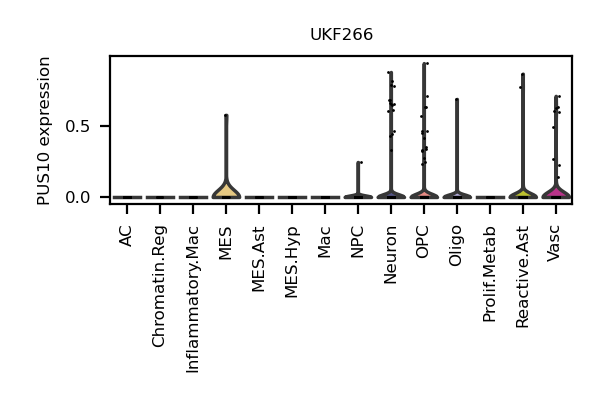 UKF266
PUS10 expression
0.5
0.0
AC
Chromatin.Reg
Inflammatory.Mac
MES
MES.Ast
MES.Hyp
Mac
NPC
Neuron
OPC
Oligo
Prolif.Metab
Reactive.Ast
Vasc